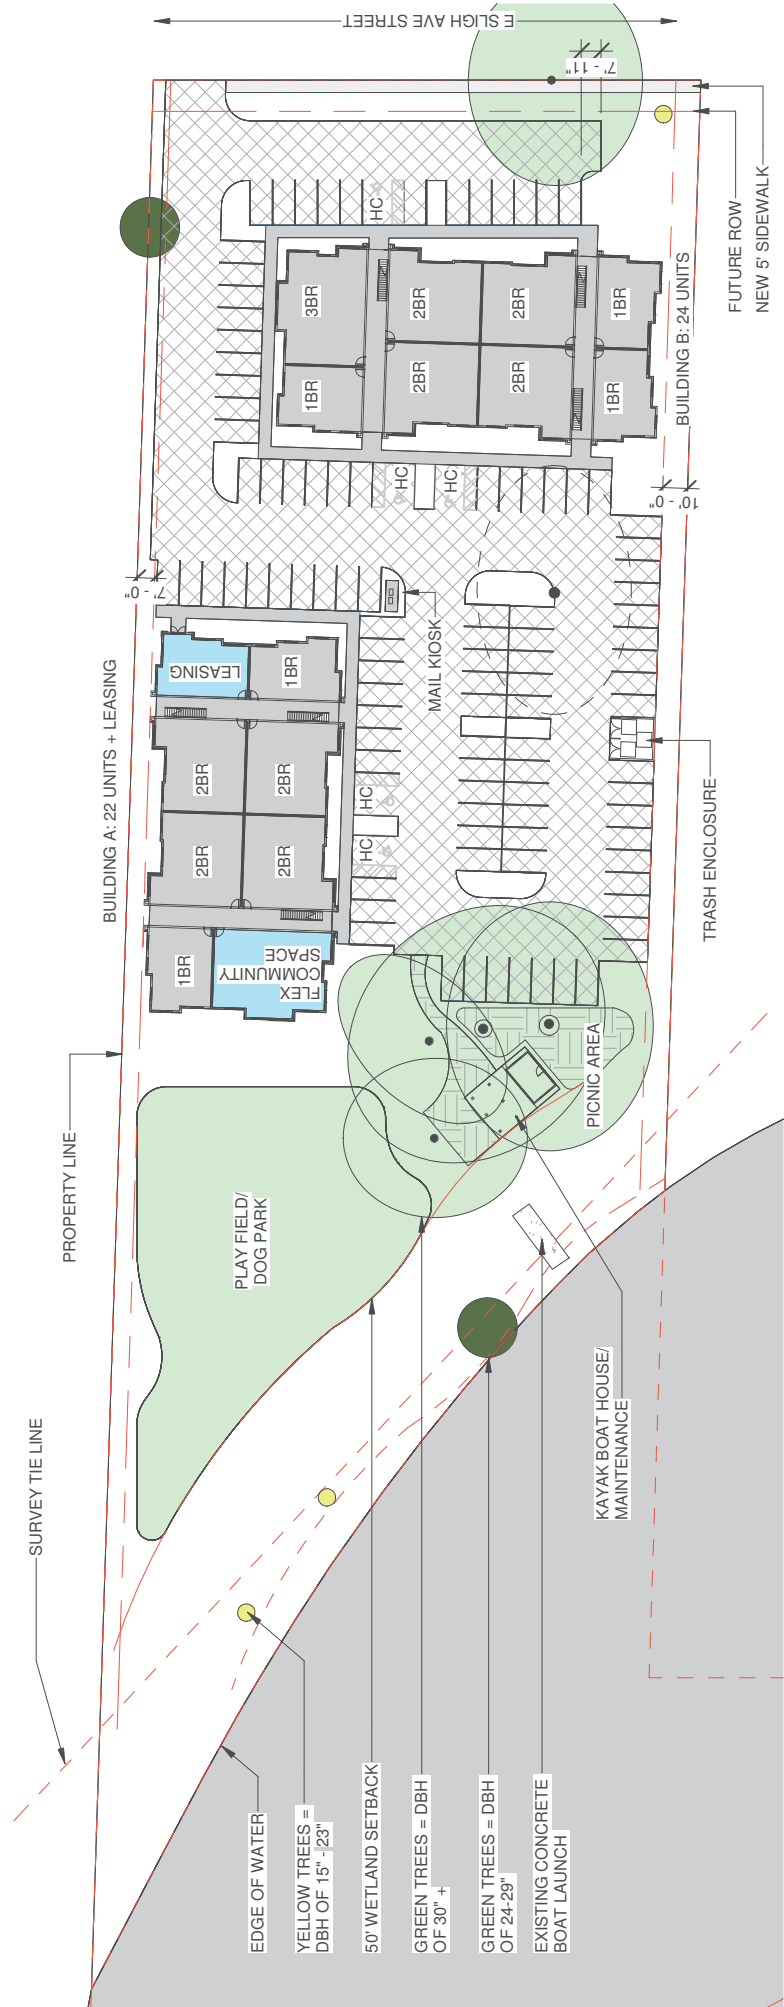 E SLIGH AVE STREET
7' - 11"
FUTURE ROW
NEW 5' SIDEWALK
HC
3BR
2BR
2BR
1BR
1BR
2BR
2BR
1BR
BUILDING B: 24 UNITS
HC
HC
10' - 0"
7' - 0"
MAIL KIOSK
BUILDING A: 22 UNITS + LEASING
LEASING
1BR
2BR
2BR
2BR
2BR
1BR
FLEX
COMMUNITY
SPACE
HC
HC
TRASH ENCLOSURE
PROPERTY LINE
PICNIC AREA
PLAY FIELD/
DOG PARK
KAYAK BOAT HOUSE/
MAINTENANCE
SURVEY TIE LINE
EDGE OF WATER
YELLOW TREES =
DBH OF 15" - 23"
50' WETLAND SETBACK
GREEN TREES = DBH
OF 30" +
GREEN TREES = DBH
OF 24-29"
EXISTING CONCRETE
BOAT LAUNCH